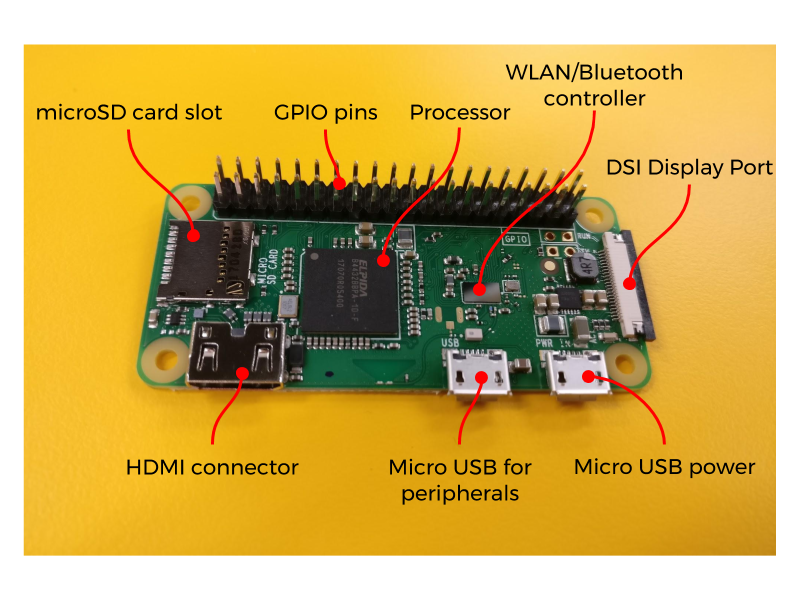 WLAN/Bluetooth
controller
microSD card slot
GPIO pins
Processor
DSI Display Port
GPIO
RUN
MICRO
SD CARD
ELPIDA
USB
PWR IN
HDMI connector
Micro USB for
peripherals
Micro USB power